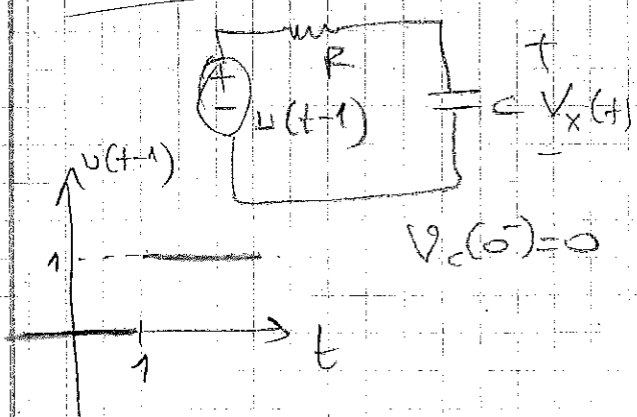 R
+
-
u(t-1)
C
+
Vx(t)
-
u(t-1)
1
1
t
Vc(0⁻)=0